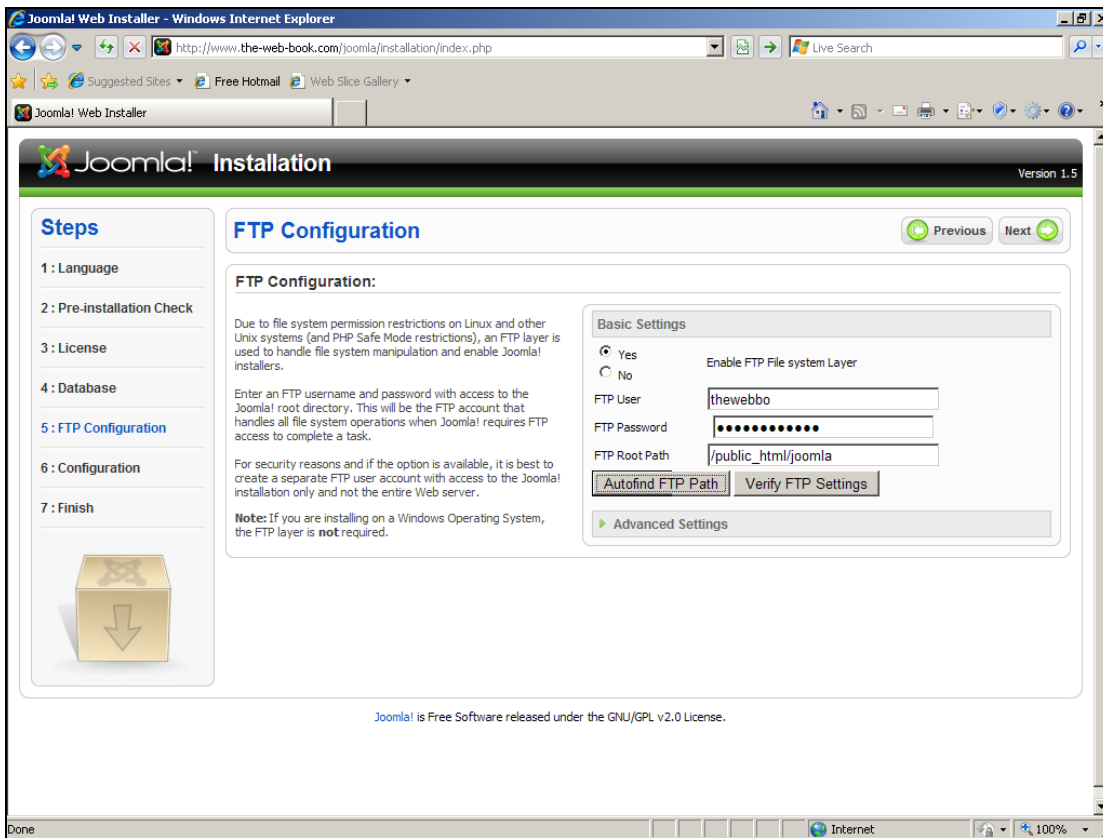 Joomla! Web Installer - Windows Internet Explorer
http://www.the-web-book.com/joomla/installation/index.php
Live Search
Suggested Sites
Free Hotmail
Web Slice Gallery
Joomla! Web Installer
Joomla!™ Installation
Version 1.5
Steps
1 : Language
2 : Pre-installation Check
3 : License
4 : Database
5 : FTP Configuration
6 : Configuration
7 : Finish
FTP Configuration
Previous
Next
FTP Configuration:
Due to file system permission restrictions on Linux and other
Unix systems (and PHP Safe Mode restrictions), an FTP layer is
used to handle file system manipulation and enable Joomla!
installers.
Enter an FTP username and password with access to the
Joomla! root directory. This will be the FTP account that
handles all file system operations when Joomla! requires FTP
access to complete a task.
For security reasons and if the option is available, it is best to
create a separate FTP user account with access to the Joomla!
installation only and not the entire Web server.
Note: If you are installing on a Windows Operating System,
the FTP layer is not required.
Basic Settings
Yes
No
Enable FTP File system Layer
FTP User
thewebbo
FTP Password
●●●●●●●●●●●●
FTP Root Path
/public_html/joomla
Autofind FTP Path
Verify FTP Settings
Advanced Settings
Joomla! is Free Software released under the GNU/GPL v2.0 License.
Done
Internet
100%